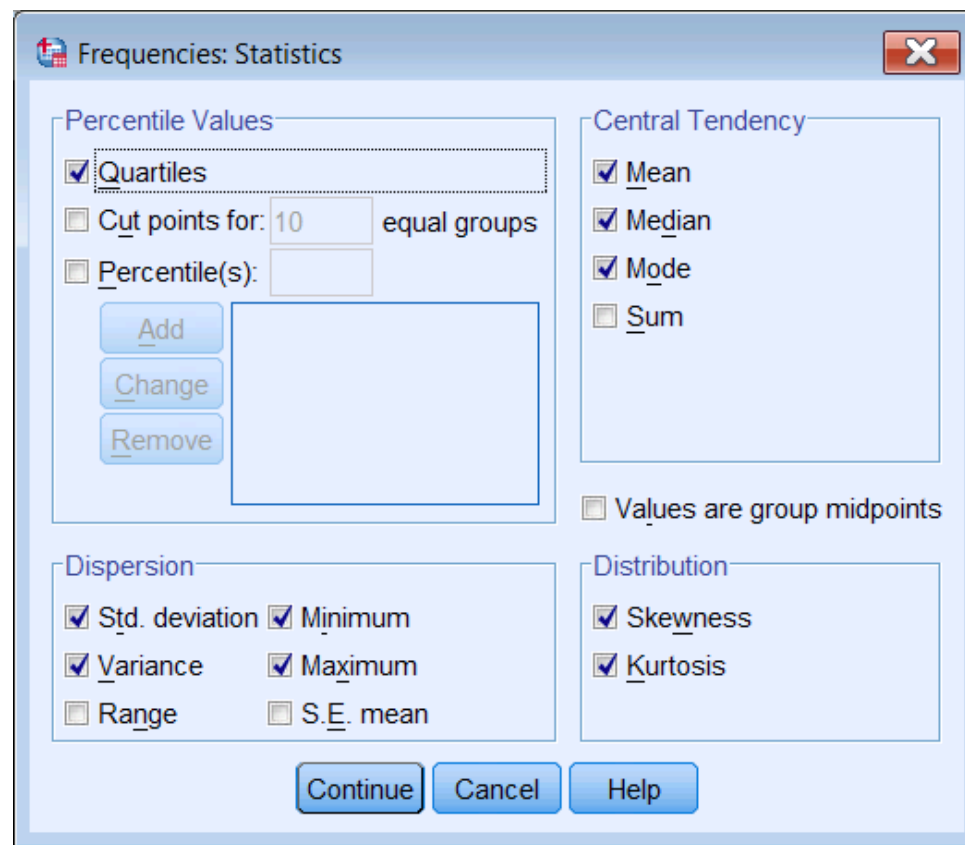 Frequencies: Statistics
Percentile Values
Quartiles
Cut points for: 10 equal groups
Percentile(s):
Add
Change
Remove
Central Tendency
Mean
Median
Mode
Sum
Values are group midpoints
Dispersion
Std. deviation Minimum
Variance Maximum
Range S.E. mean
Distribution
Skewness
Kurtosis
Continue Cancel Help